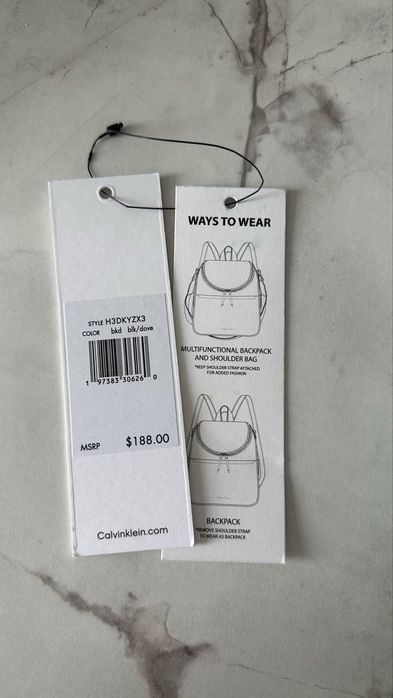 STYLE H3DKYZX3
COLOR bkd blk/dove
1 97383 30626 0
MSRP $188.00
Calvinklein.com
WAYS TO WEAR
MULTIFUNCTIONAL BACKPACK
AND SHOULDER BAG
*KEEP SHOULDER STRAP ATTACHED
FOR ADDED FASHION
BACKPACK
*REMOVE SHOULDER STRAP
TO WEAR AS BACKPACK